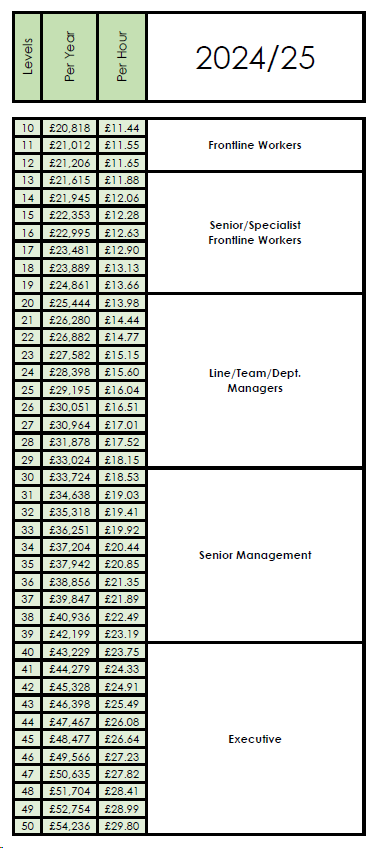 Levels Per Year Per Hour 2024/25
10 £20,818 £11.44
11 £21,012 £11.55 Frontline Workers
12 £21,206 £11.65
13 £21,615 £11.88
14 £21,945 £12.06
15 £22,353 £12.28 Senior/Specialist
16 £22,995 £12.63 Frontline Workers
17 £23,481 £12.90
18 £23,889 £13.13
19 £24,861 £13.66
20 £25,444 £13.98
21 £26,280 £14.44
22 £26,882 £14.77
23 £27,582 £15.15
24 £28,398 £15.60 Line/Team/Dept.
25 £29,195 £16.04 Managers
26 £30,051 £16.51
27 £30,964 £17.01
28 £31,878 £17.52
29 £33,024 £18.15
30 £33,724 £18.53
31 £34,638 £19.03
32 £35,318 £19.41
33 £36,251 £19.92
34 £37,204 £20.44 Senior Management
35 £37,942 £20.85
36 £38,856 £21.35
37 £39,847 £21.89
38 £40,936 £22.49
39 £42,199 £23.19
40 £43,229 £23.75
41 £44,279 £24.33
42 £45,328 £24.91
43 £46,398 £25.49
44 £47,467 £26.08
45 £48,477 £26.64 Executive
46 £49,566 £27.23
47 £50,635 £27.82
48 £51,704 £28.41
49 £52,754 £28.99
50 £54,236 £29.80